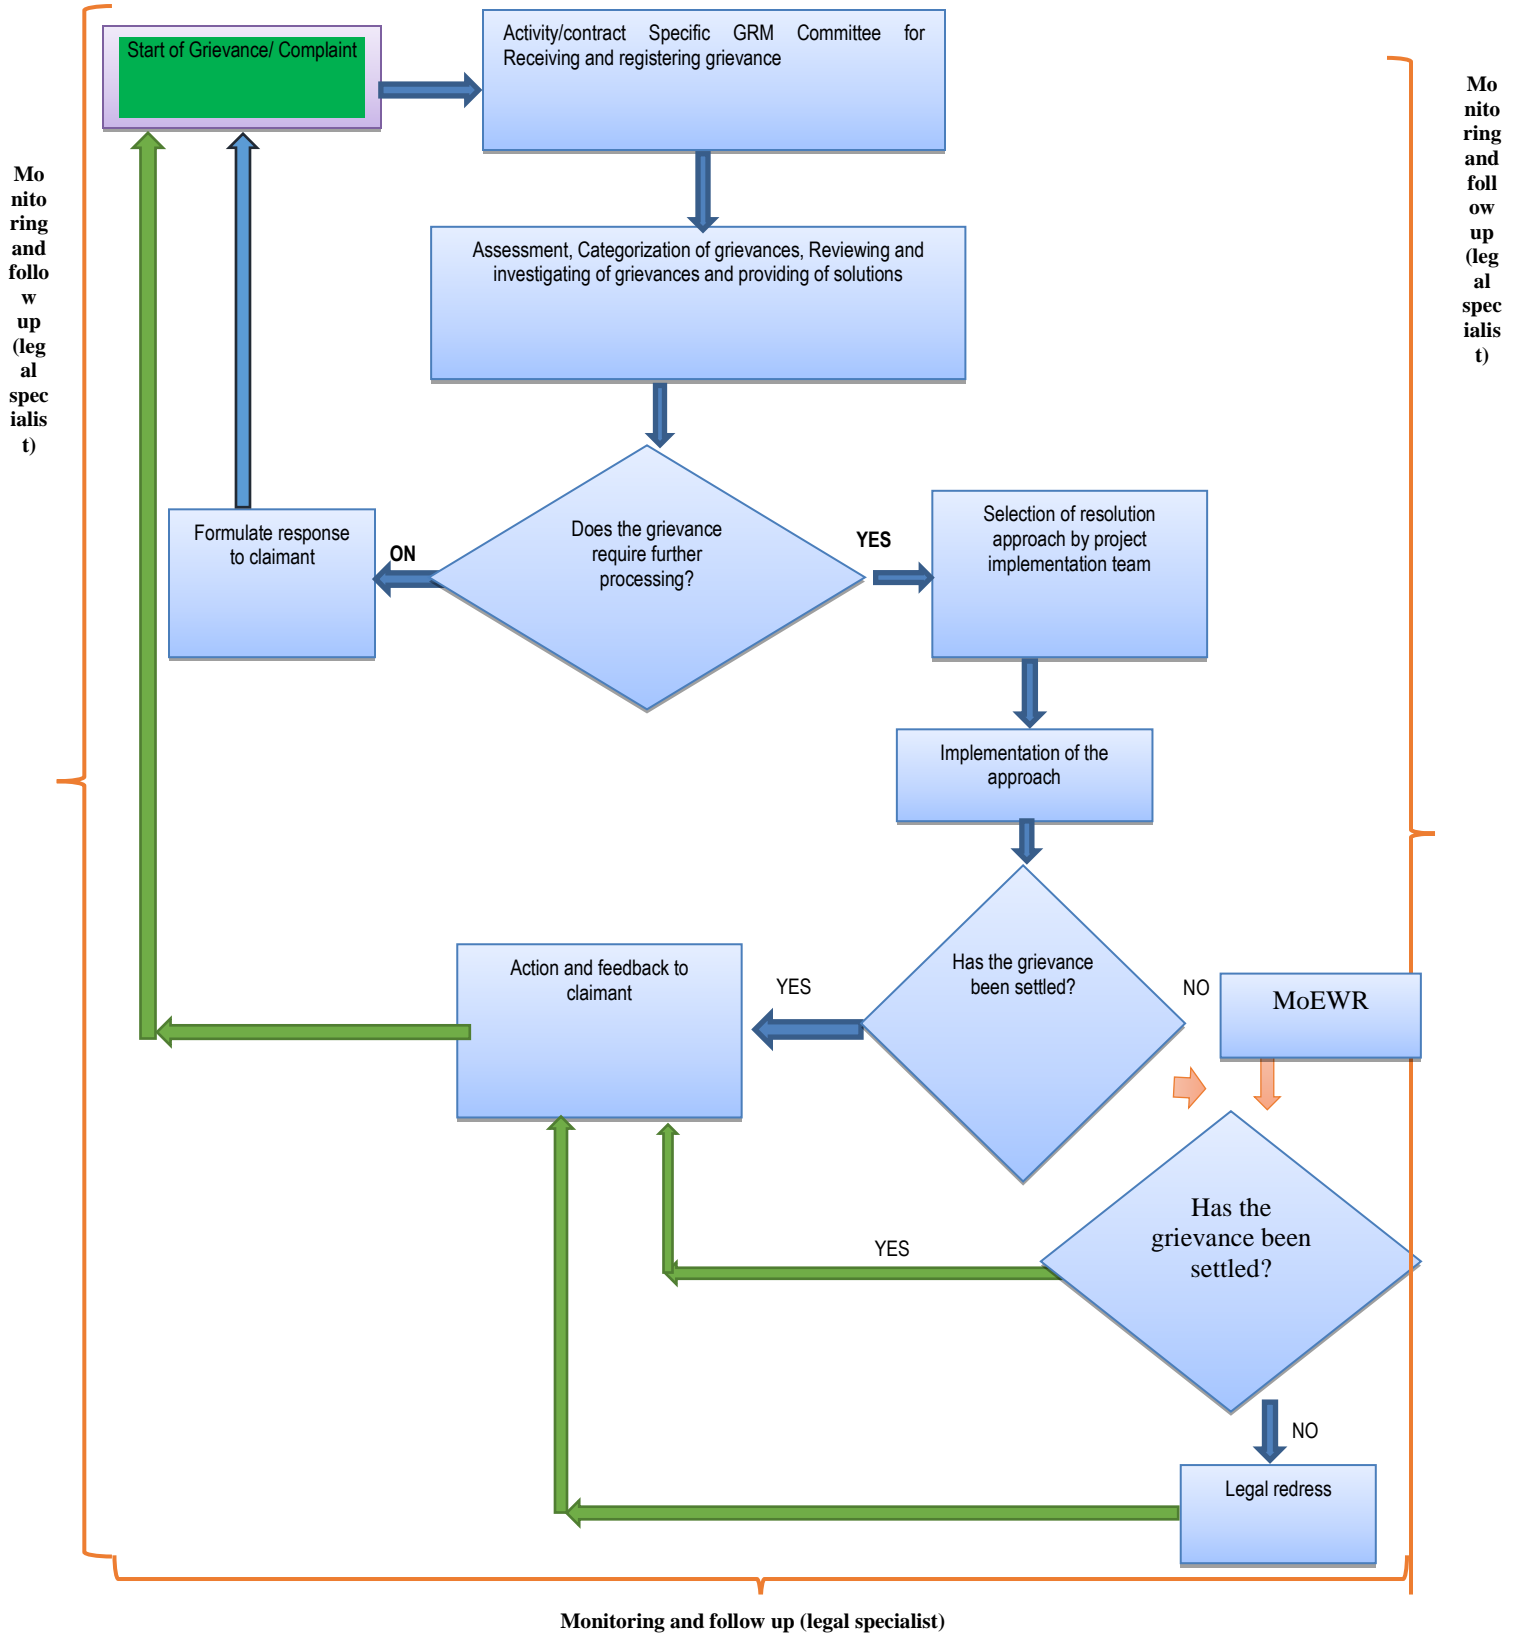 Start of Grievance/ Complaint
Activity/contract Specific GRM Committee for
Receiving and registering grievance
Mo
nito
ring
and
follo
w
up
(leg
al
spec
ialis
t)
Mo
nito
ring
and
foll
ow
up
(leg
al
spec
ialis
t)
Assessment, Categorization of grievances, Reviewing and
investigating of grievances and providing of solutions
Does the grievance
require further
processing?
ON
Formulate response
to claimant
YES
Selection of resolution
approach by project
implementation team
Implementation of the
approach
Has the grievance
been settled?
YES
Action and feedback to
claimant
NO
MoEWR
Has the
grievance been
settled?
YES
NO
Legal redress
Monitoring and follow up (legal specialist)